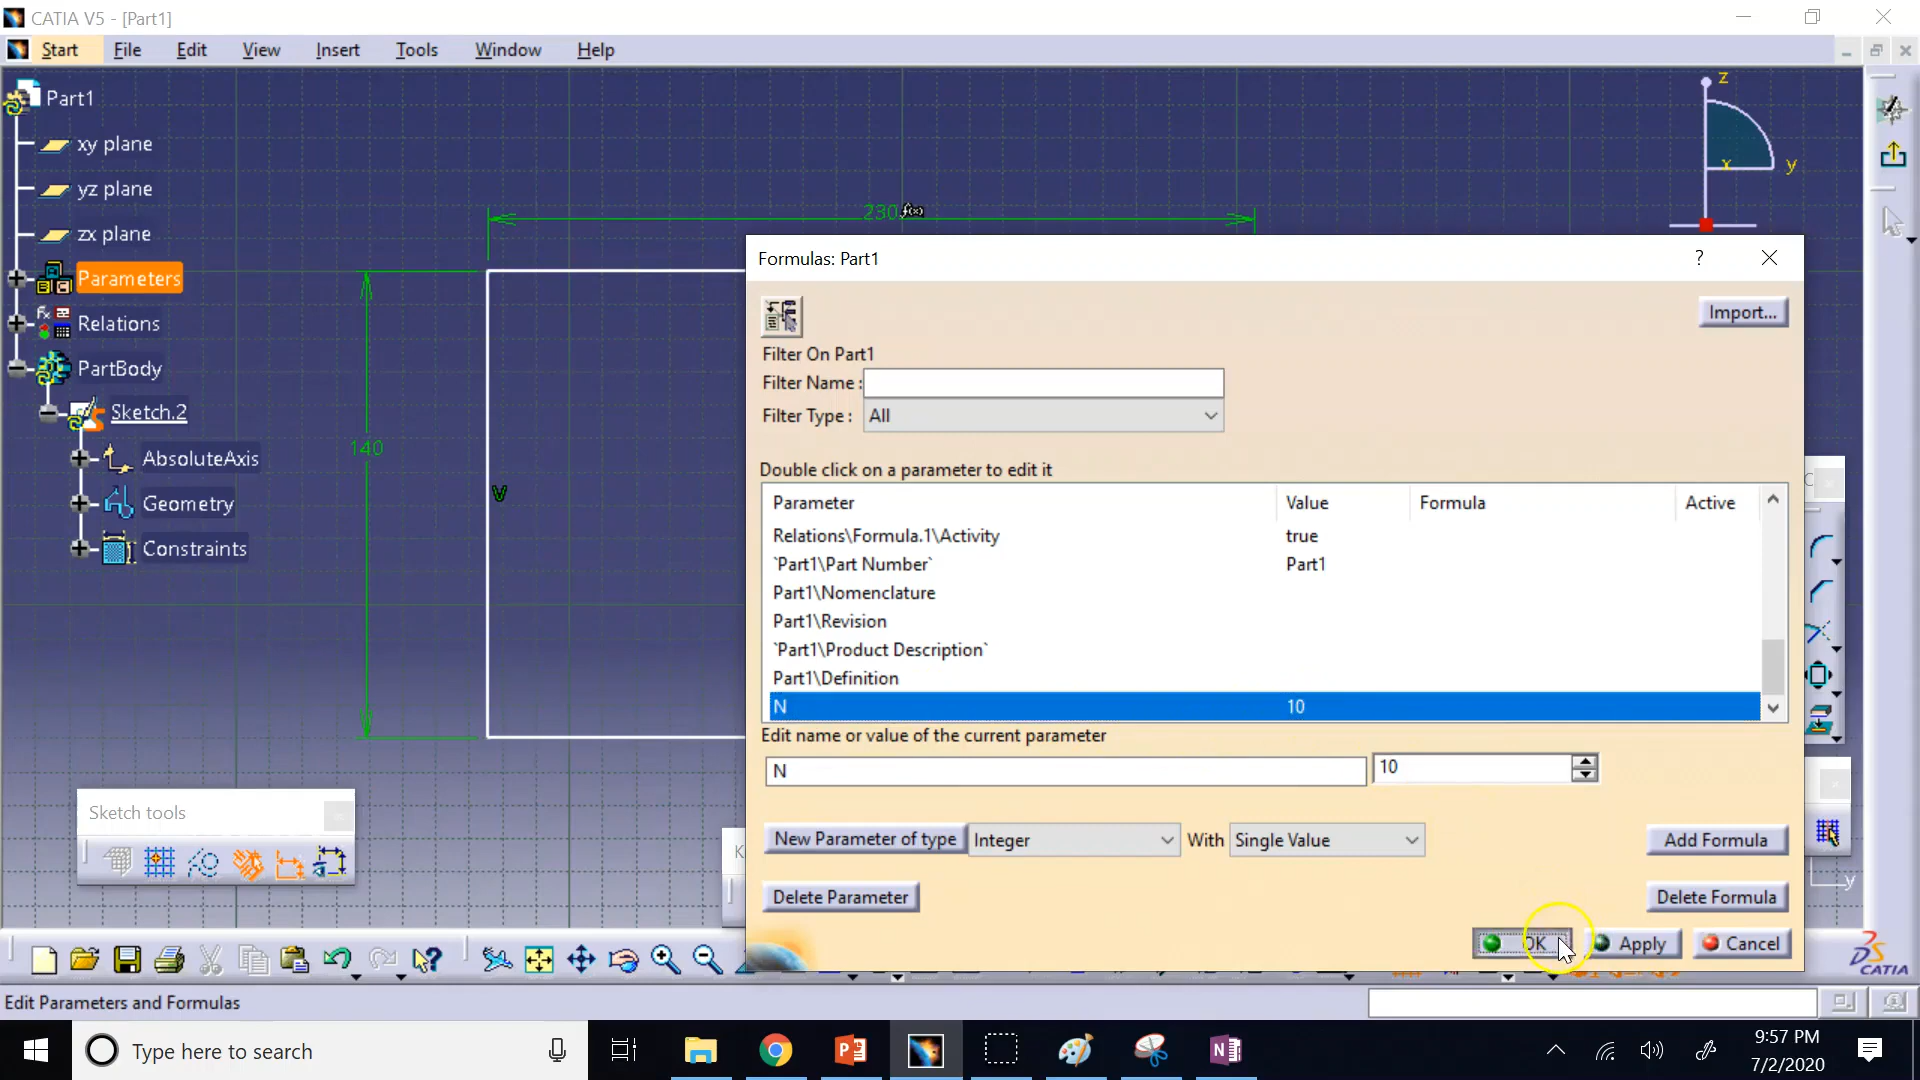 CATIA V5 - [Part1]
Start File Edit View Insert Tools Window Help
Part1
xy plane
yz plane
zx plane
Parameters
Relations
PartBody
Sketch.2
AbsoluteAxis
Geometry
Constraints
230 f(x)
140
V
z
x
y
Formulas: Part1 ?
Import...
Filter On Part1
Filter Name :
Filter Type : All
Double click on a parameter to edit it
Parameter Value Formula Active
Relations\Formula.1\Activity true
`Part1\Part Number` Part1
Part1\Nomenclature
Part1\Revision
`Part1\Product Description`
Part1\Definition
N 10
Edit name or value of the current parameter
N 10
New Parameter of type Integer With Single Value Add Formula
Delete Parameter Delete Formula
OK Apply Cancel
Sketch tools
K
C
y
CATIA
Edit Parameters and Formulas
Type here to search
9:57 PM
7/2/2020